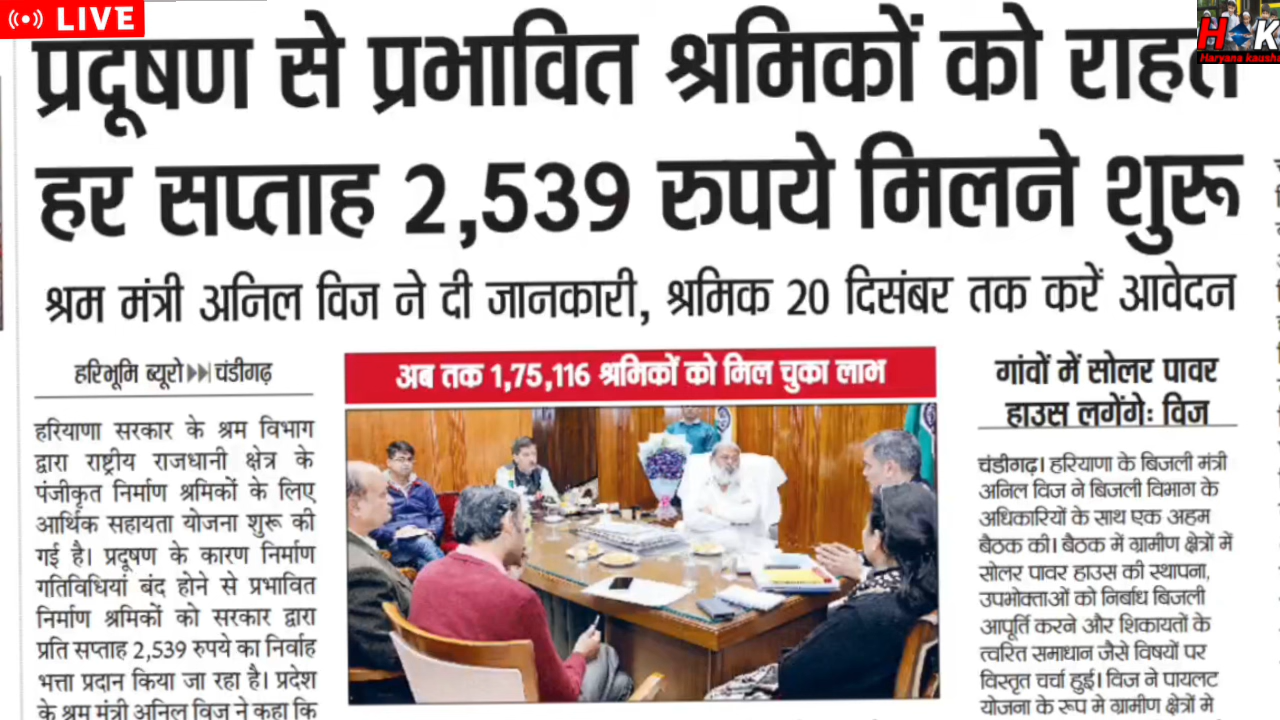 LIVE
H K
Haryana kaush
प्रदूषण से प्रभावित श्रमिकों को राहत
हर सप्ताह 2,539 रुपये मिलने शुरू
श्रम मंत्री अनिल विज ने दी जानकारी, श्रमिक 20 दिसंबर तक करें आवेदन
हरिभूमि ब्यूरो चंडीगढ़
हरियाणा सरकार के श्रम विभाग
द्वारा राष्ट्रीय राजधानी क्षेत्र के
पंजीकृत निर्माण श्रमिकों के लिए
आर्थिक सहायता योजना शुरू की
गई है। प्रदूषण के कारण निर्माण
गतिविधियां बंद होने से प्रभावित
निर्माण श्रमिकों को सरकार द्वारा
प्रति सप्ताह 2,539 रुपये का निर्वाह
भत्ता प्रदान किया जा रहा है। प्रदेश
के श्रम मंत्री अनिल विज ने कहा कि
अब तक 1,75,116 श्रमिकों को मिल चुका लाभ
गांवों में सोलर पावर
हाउस लगेंगेः विज
चंडीगढ़। हरियाणा के बिजली मंत्री
अनिल विज ने बिजली विभाग के
अधिकारियों के साथ एक अहम
बैठक की। बैठक में ग्रामीण क्षेत्रों में
सोलर पावर हाउस की स्थापना,
उपभोक्ताओं को निर्बाध बिजली
आपूर्ति करने और शिकायतों के
त्वरित समाधान जैसे विषयों पर
विस्तृत चर्चा हुई। विज ने पायलट
योजना के रूप मे ग्रामीण क्षेत्रों मे